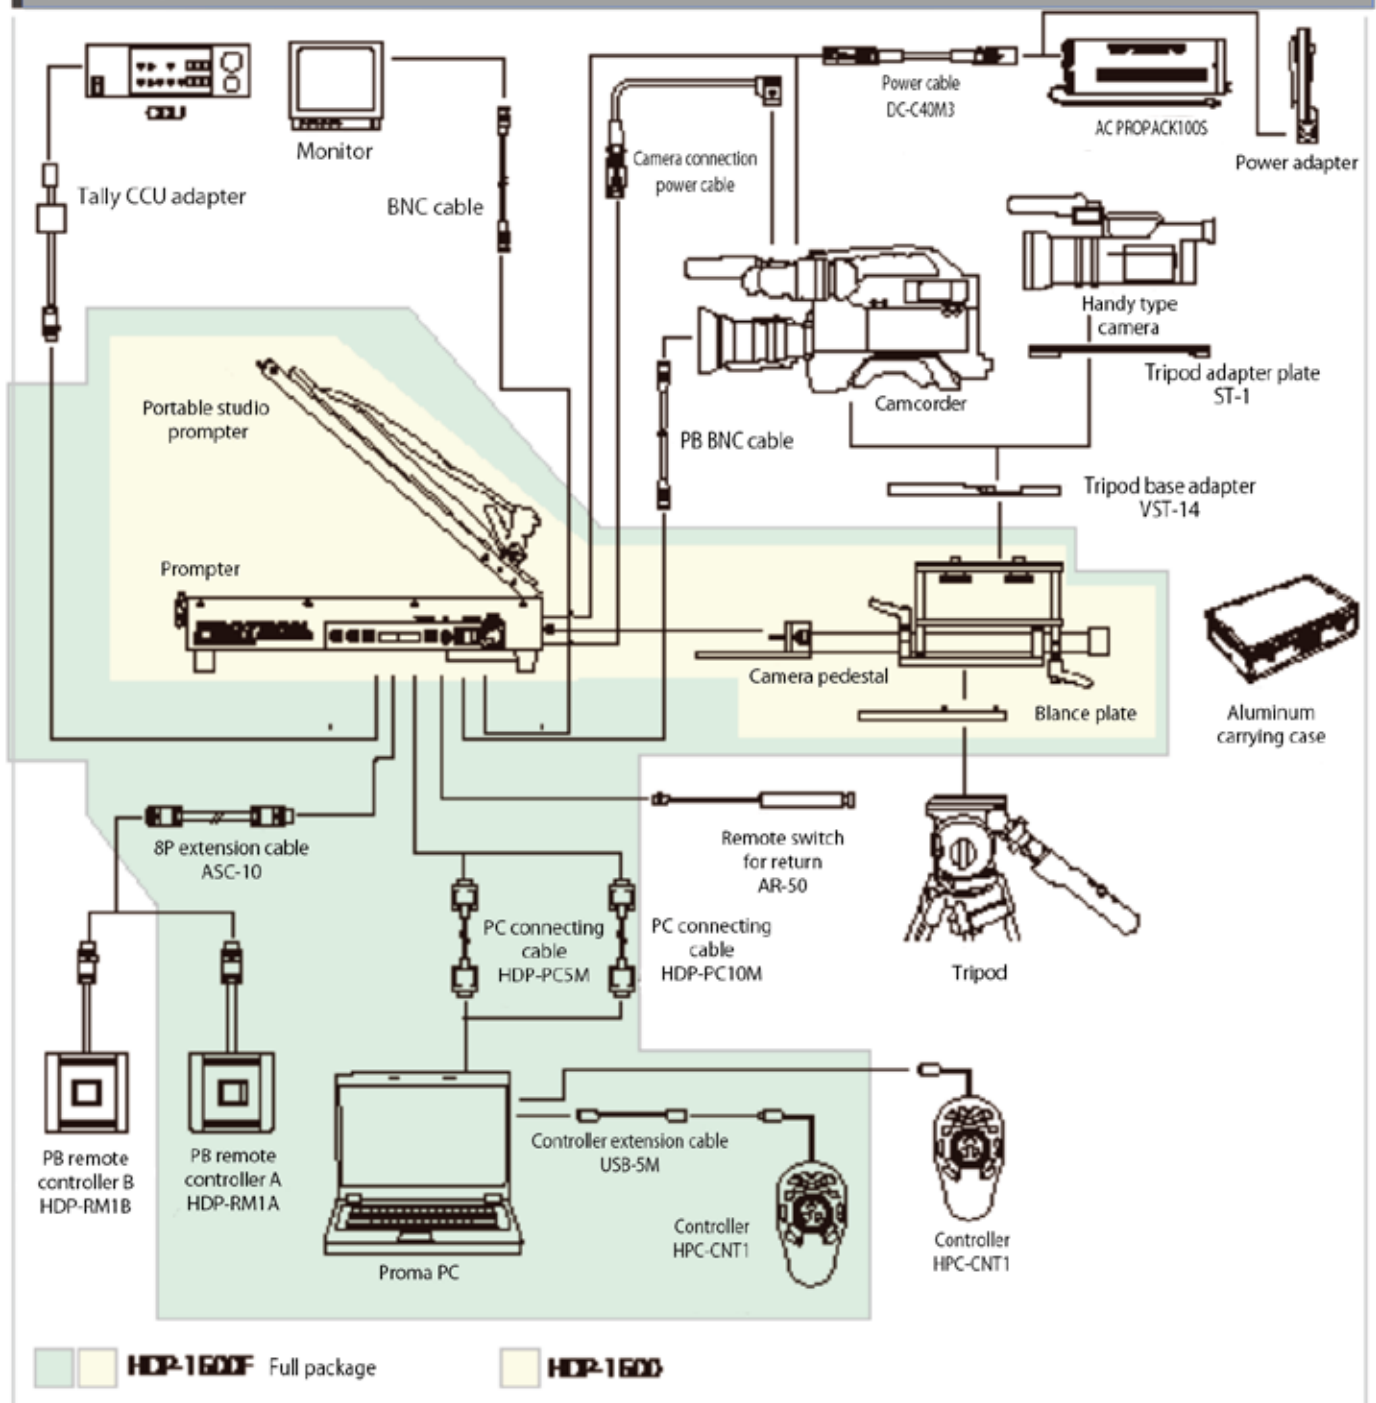 CCU
Monitor
Power cable
DC-C40M3
AC PROPACK100S
Power adapter
Tally CCU adapter
BNC cable
Camera connection
power cable
Handy type
camera
Tripod adapter plate
ST-1
Camcorder
Portable studio
prompter
PB BNC cable
Tripod base adapter
VST-14
Prompter
Camera pedestal
Blance plate
Aluminum
carrying case
8P extension cable
ASC-10
Remote switch
for return
AR-50
PC connecting
cable
HDP-PC5M
PC connecting
cable
HDP-PC10M
Tripod
PB remote
controller B
HDP-RM1B
PB remote
controller A
HDP-RM1A
Controller extension cable
USB-5M
Controller
HPC-CNT1
Controller
HPC-CNT1
Proma PC
HDP-1500F Full package
HDP-1500